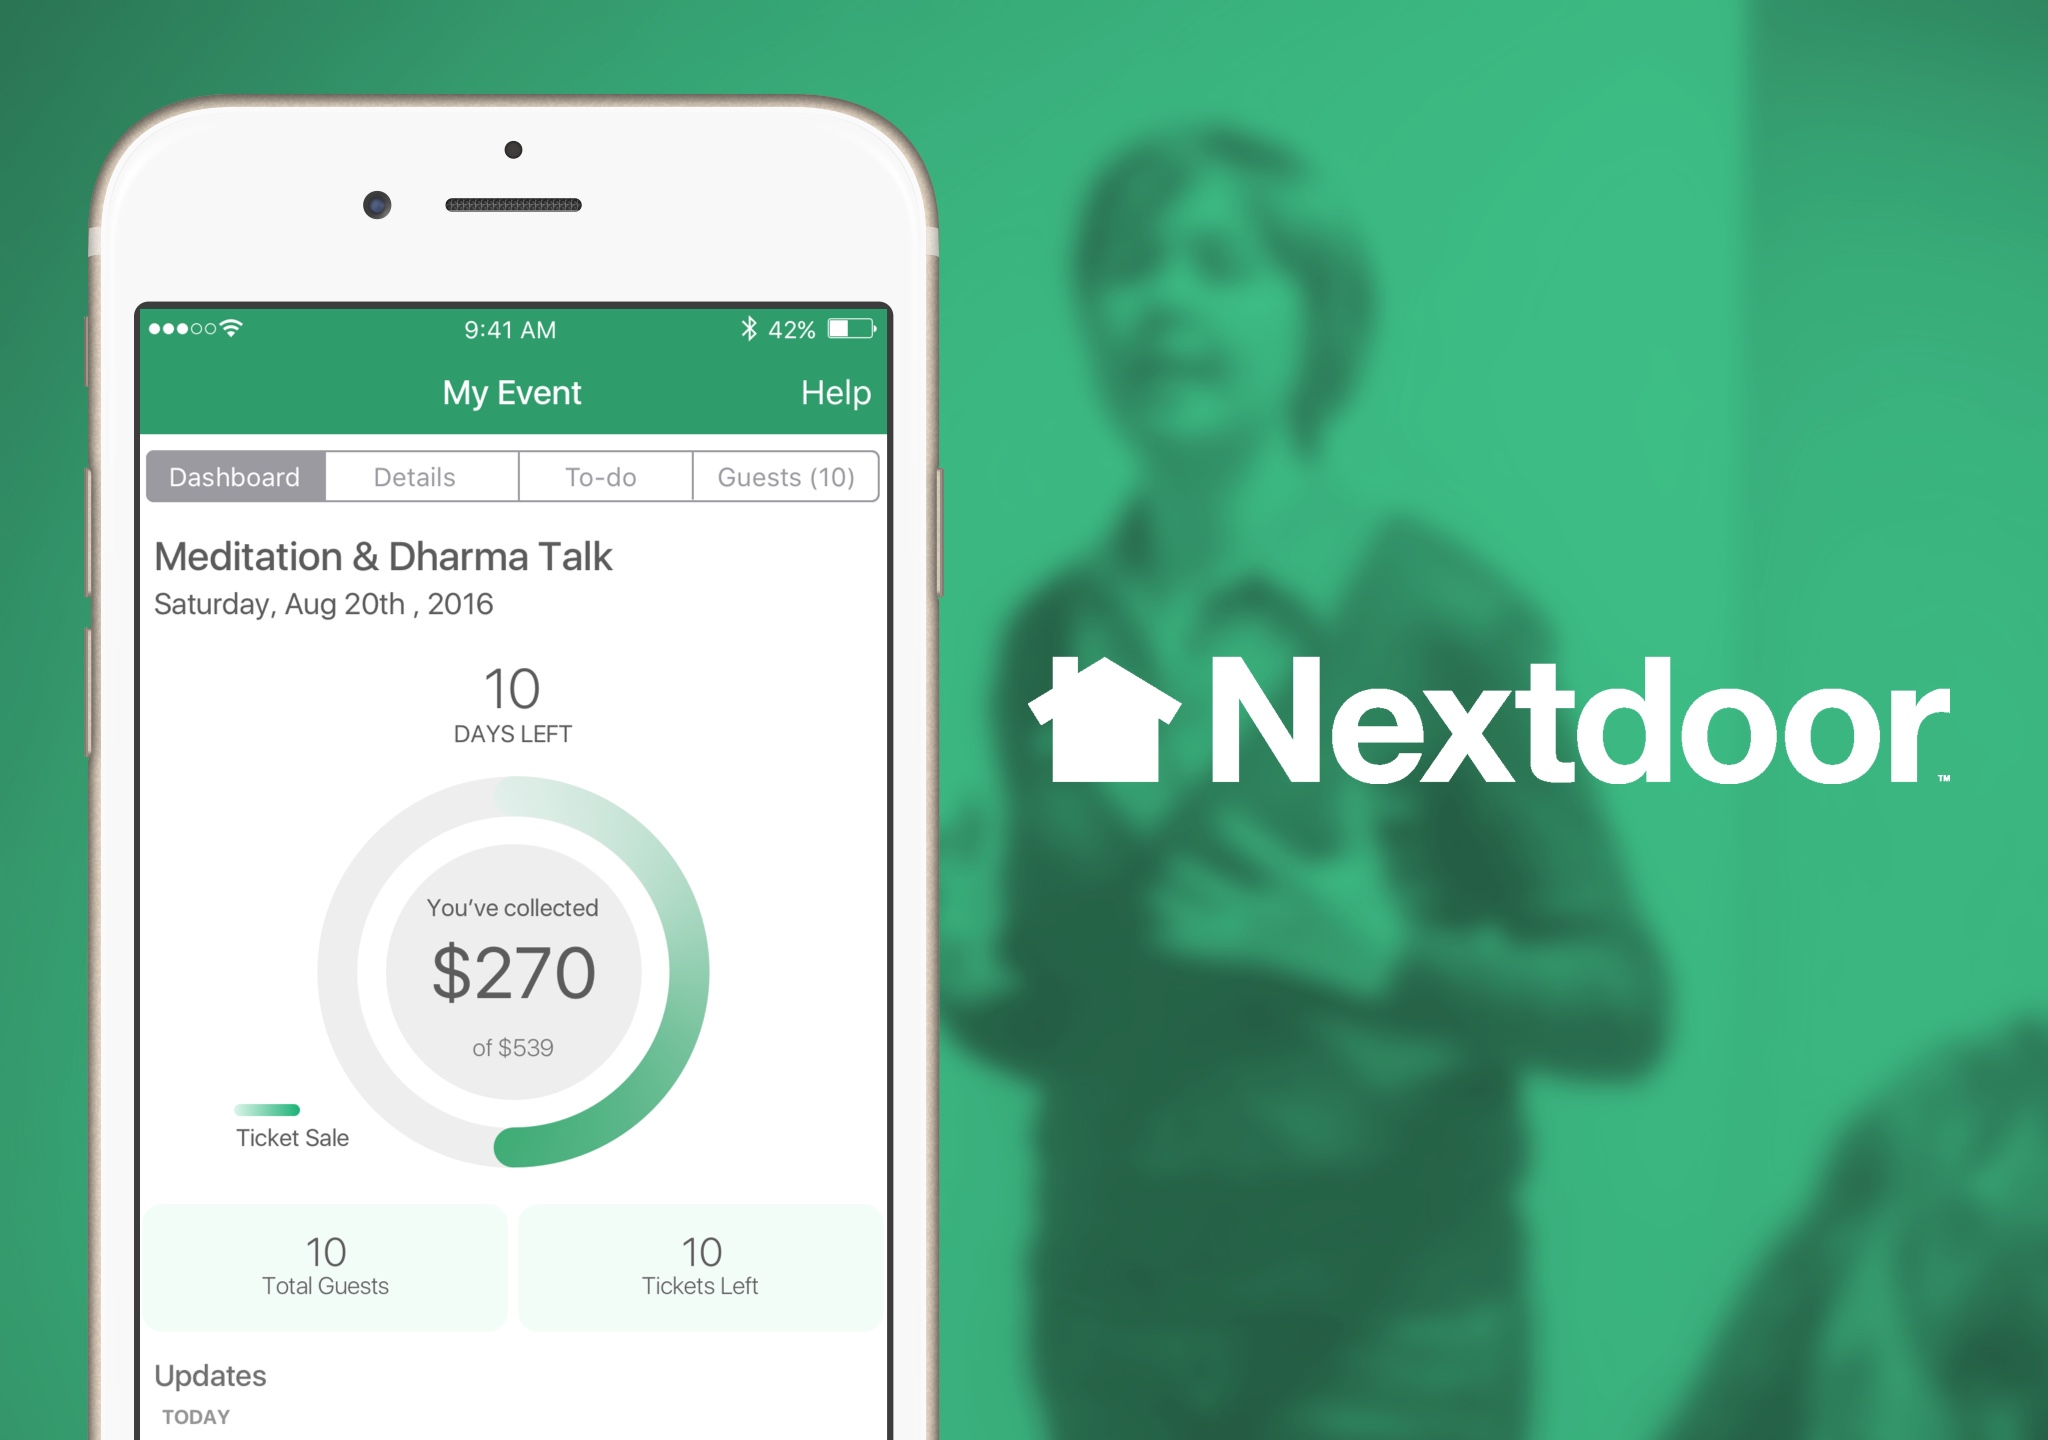 9:41 AM
42%
My Event
Help
Dashboard
Details
To-do
Guests (10)
Meditation & Dharma Talk
Saturday, Aug 20th , 2016
10
DAYS LEFT
You've collected
$270
of $539
Ticket Sale
10
Total Guests
10
Tickets Left
Updates
TODAY
Nextdoor™